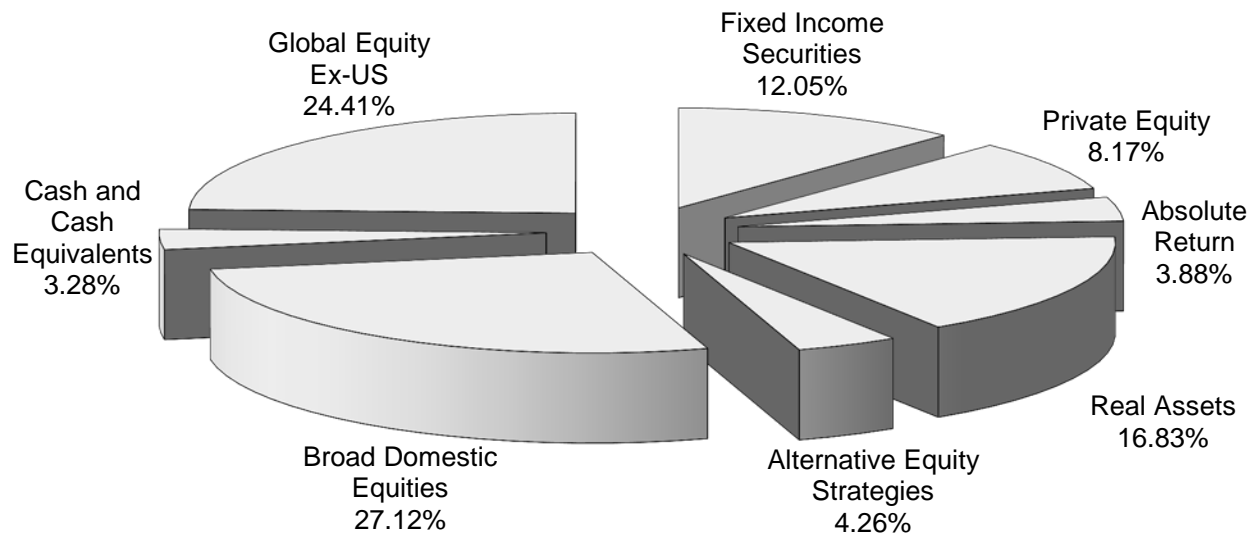 Fixed Income
Securities
12.05%
Global Equity
Ex-US
24.41%
Private Equity
8.17%
Cash and
Cash
Equivalents
3.28%
Absolute
Return
3.88%
Real Assets
16.83%
Broad Domestic
Equities
27.12%
Alternative Equity
Strategies
4.26%